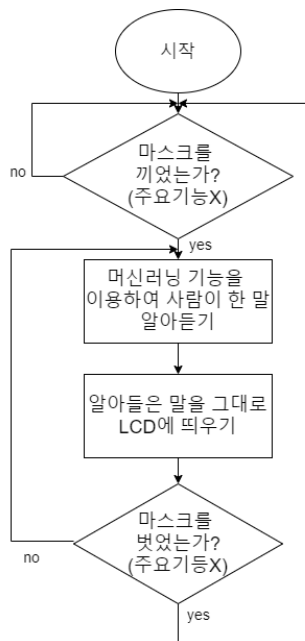 시작
no
마스크를
끼었는가?
(주요기능X)
yes
머신러닝 기능을
이용하여 사람이 한 말
알아듣기
알아들은 말을 그대로
LCD에 띄우기
마스크를
벗었는가?
(주요기등X)
no
yes